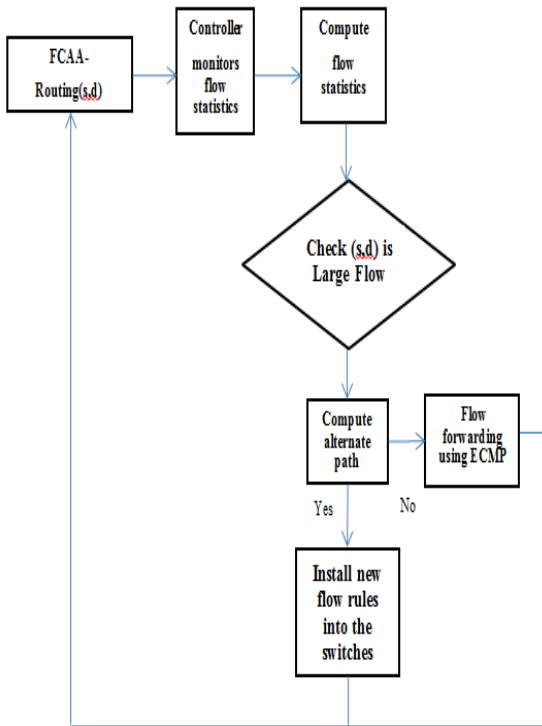 FCAA-
Routing(s,d)
Controller
monitors
flow
statistics
Compute
flow
statistics
Check (s,d) is
Large Flow
Compute
alternate
path
Flow
forwarding
using ECMP
Yes
No
Install new
flow rules
into the
switches